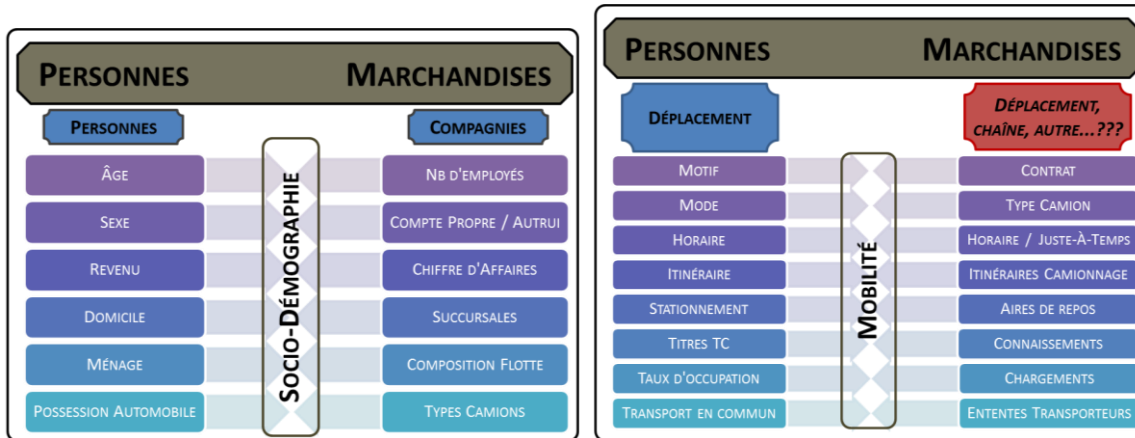 PERSONNES MARCHANDISES
PERSONNES COMPAGNIES
ÂGE NB D'EMPLOYÉS
SEXE COMPTE PROPRE / AUTRUI
REVENU CHIFFRE D'AFFAIRES
DOMICILE SUCCURSALES
MÉNAGE COMPOSITION FLOTTE
POSSESSION AUTOMOBILE TYPES CAMIONS
SOCIO-DÉMOGRAPHIE
PERSONNES MARCHANDISES
DÉPLACEMENT
DÉPLACEMENT,
CHAÎNE, AUTRE...???
MOTIF CONTRAT
MODE TYPE CAMION
HORAIRE HORAIRE / JUSTE-À-TEMPS
ITINÉRAIRE ITINÉRAIRES CAMIONNAGE
STATIONNEMENT AIRES DE REPOS
TITRES TC CONNAISSEMENTS
TAUX D'OCCUPATION CHARGEMENTS
TRANSPORT EN COMMUN ENTENTES TRANSPORTEURS
MOBILITÉ